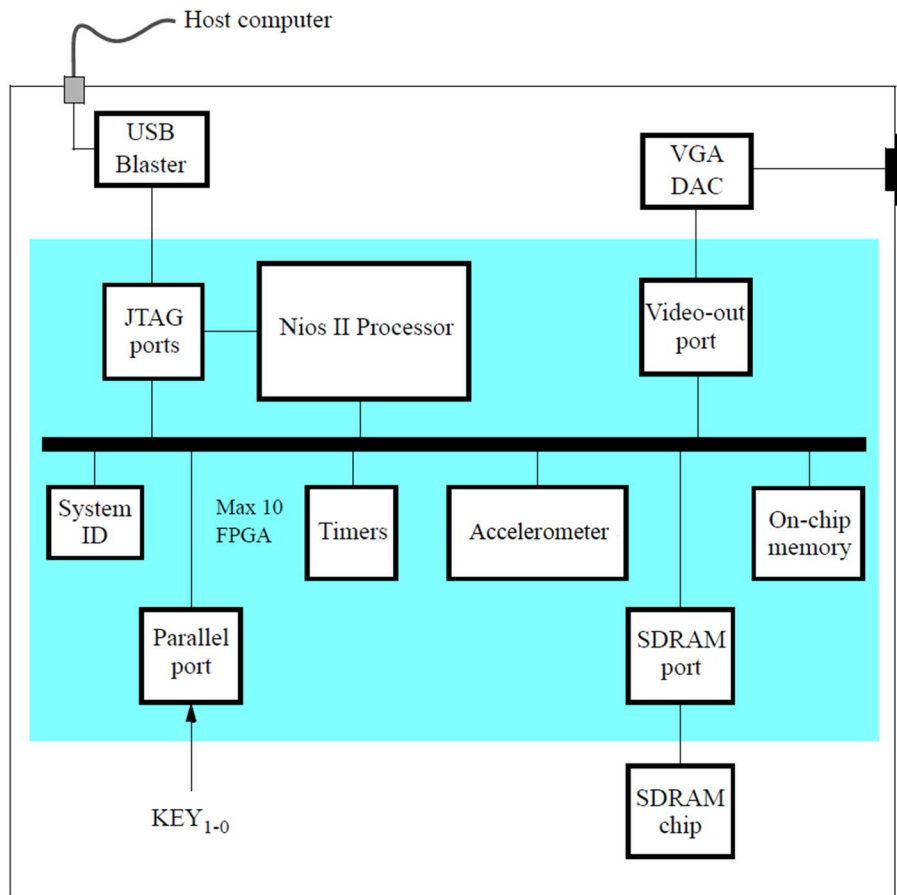 Host computer
USB
Blaster
VGA
DAC
JTAG
ports
Nios II Processor
Video-out
port
System
ID
Max 10
FPGA
Timers
Accelerometer
On-chip
memory
Parallel
port
SDRAM
port
KEY1-0
SDRAM
chip